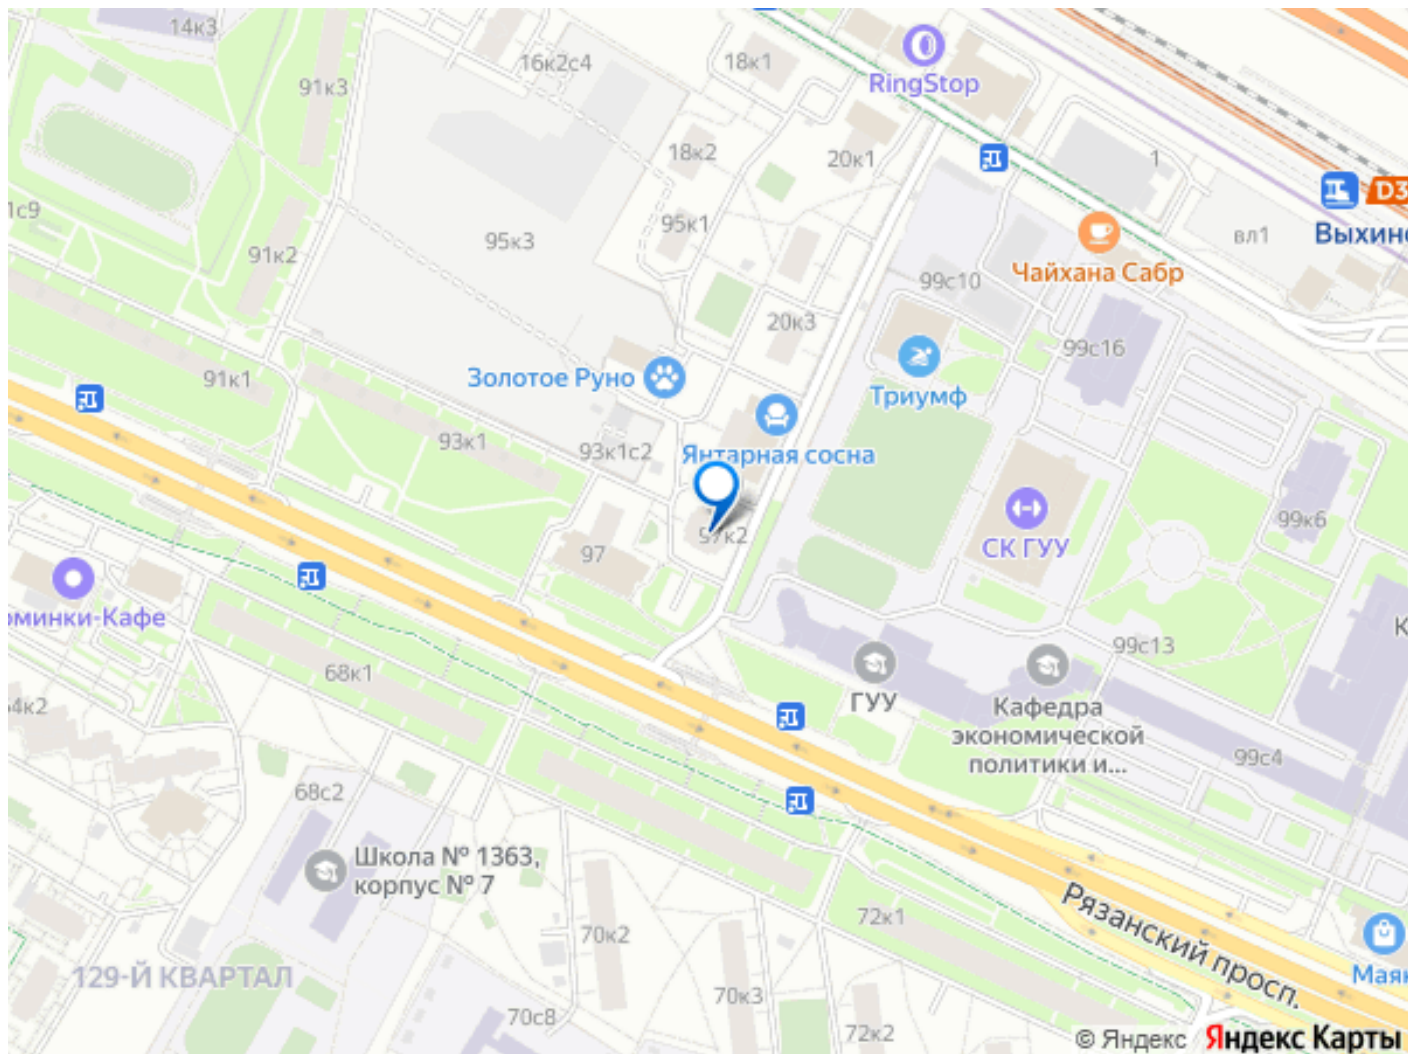 14к3
RingStop
16к2с4
18к1
91к3
18к2
20к1
1
D3
1с9
95к1
95к3
вл1
91к2
Чайхана Сабр
99с10
20к3
99с16
91к1
Золотое Руно
Триумф
93к1
93к1с2
Янтарная сосна
99к6
97к2
СК ГУУ
97
99с13
68к1
ГУУ
Кафедра
экономической
политики и...
4к2
99с4
68с2
Школа № 1363,
корпус № 7
Рязанский просп.
72к1
70к2
129-Й КВАРТАЛ
70к3
70с8
72к2
© Яндекс Яндекс Карты